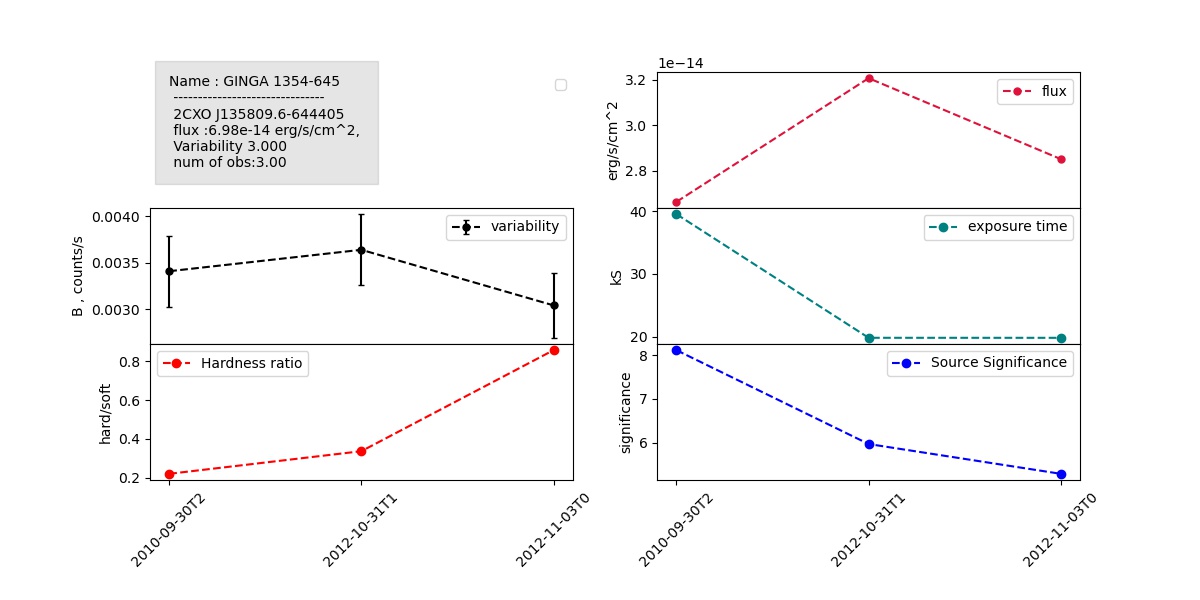 Name : GINGA 1354-645
-------------------------------
2CXO J135809.6-644405
flux :6.98e-14 erg/s/cm^2,
Variability 3.000
num of obs:3.00
0.0040
0.0035
0.0030
B , counts/s
variability
0.8
0.6
0.4
0.2
hard/soft
Hardness ratio
2010-09-30T2
2012-10-31T1
2012-11-03T0
1e−14
3.2
3.0
2.8
erg/s/cm^2
flux
40
30
20
kS
exposure time
8
7
6
significance
Source Significance
2010-09-30T2
2012-10-31T1
2012-11-03T0